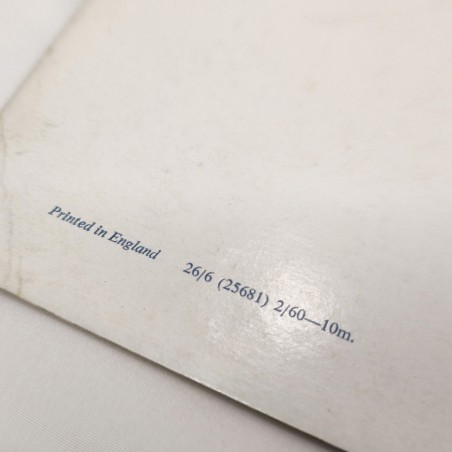 Printed in England 26/6 (25681) 2/60—10m.